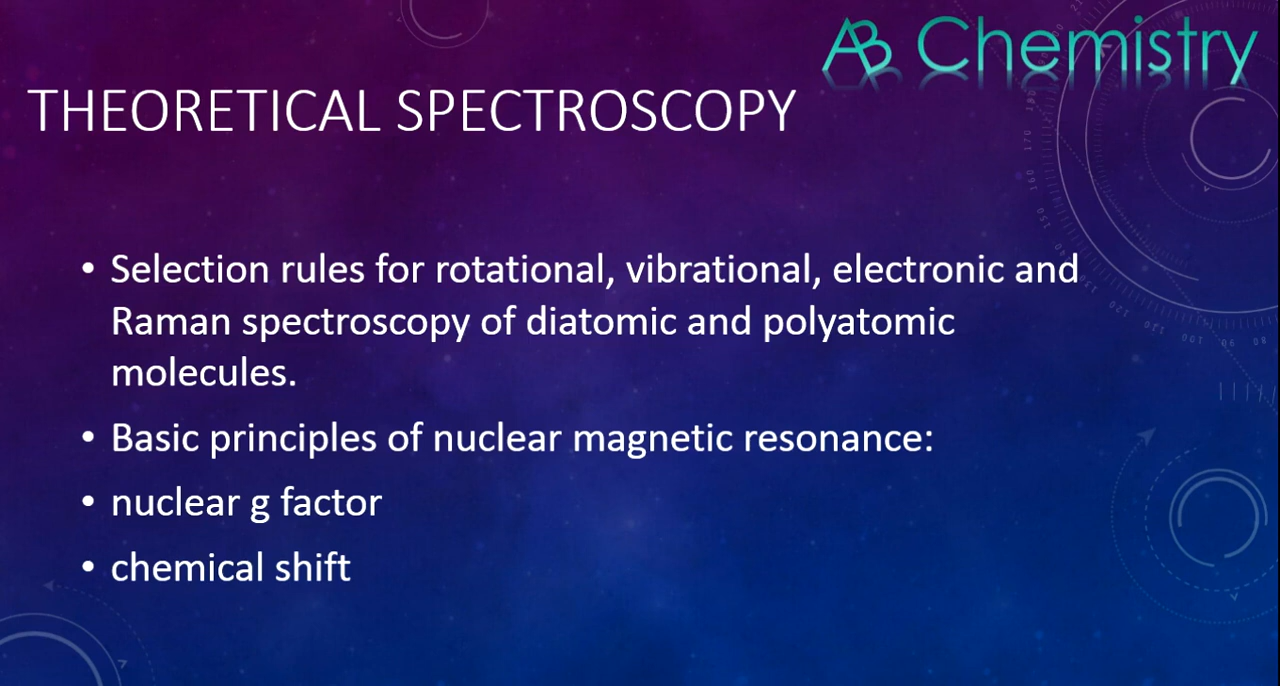 AB Chemistry
THEORETICAL SPECTROSCOPY
• Selection rules for rotational, vibrational, electronic and
Raman spectroscopy of diatomic and polyatomic
molecules.
• Basic principles of nuclear magnetic resonance:
• nuclear g factor
• chemical shift